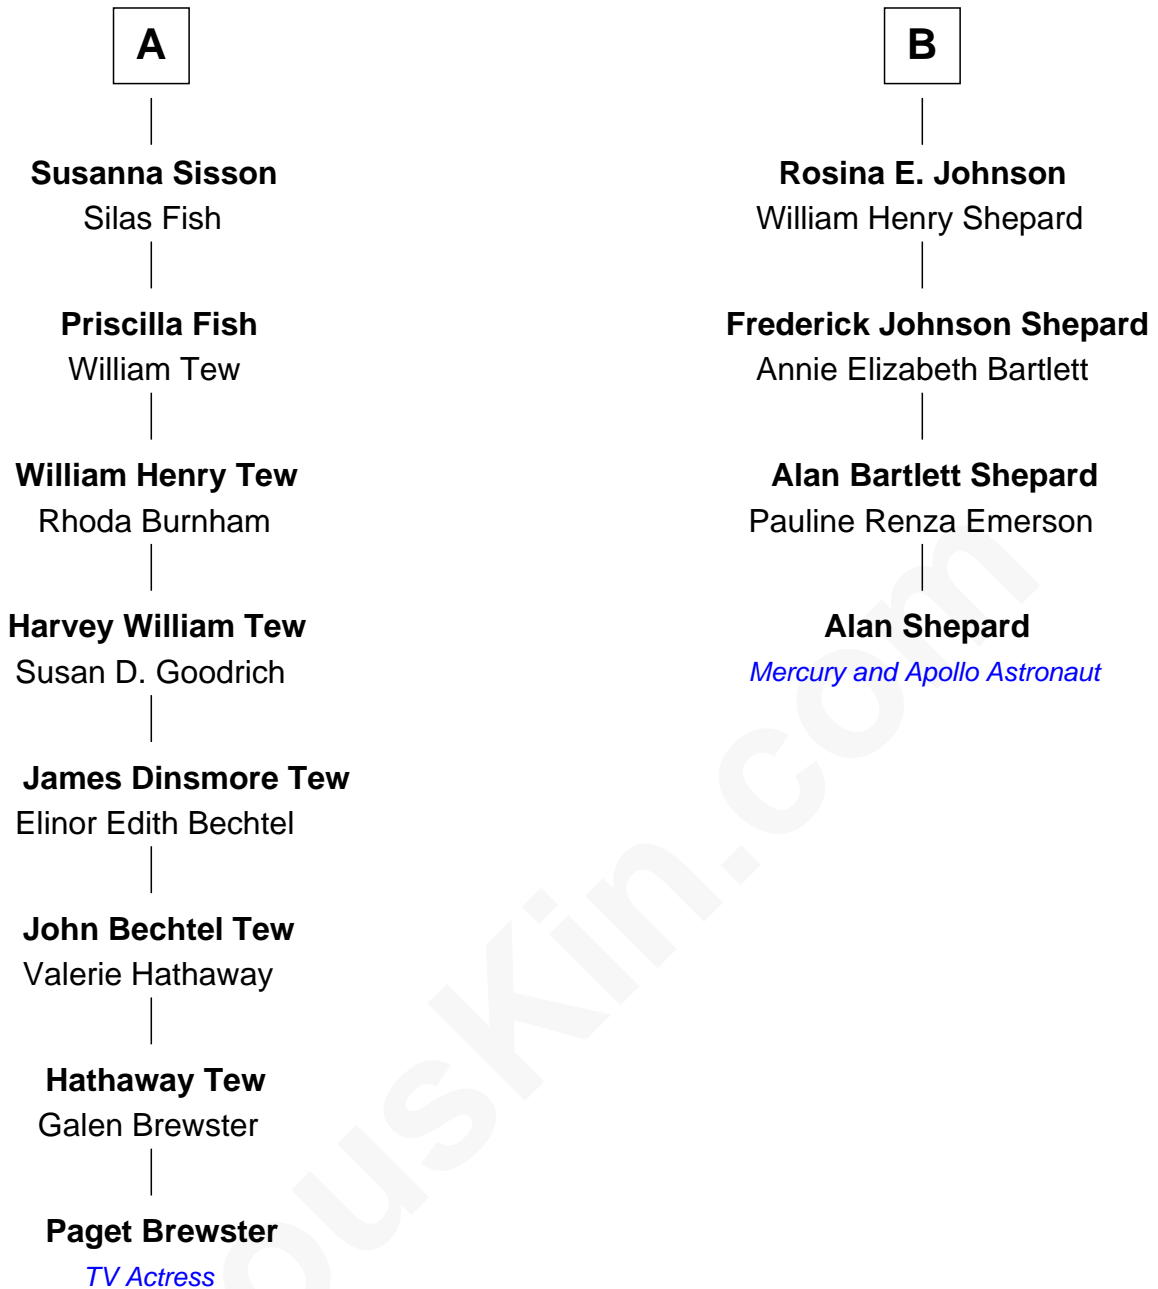 A
Susanna Sisson
Silas Fish
Priscilla Fish
William Tew
William Henry Tew
Rhoda Burnham
Harvey William Tew
Susan D. Goodrich
James Dinsmore Tew
Elinor Edith Bechtel
John Bechtel Tew
Valerie Hathaway
Hathaway Tew
Galen Brewster
Paget Brewster
TV Actress
B
Rosina E. Johnson
William Henry Shepard
Frederick Johnson Shepard
Annie Elizabeth Bartlett
Alan Bartlett Shepard
Pauline Renza Emerson
Alan Shepard
Mercury and Apollo Astronaut
ousKin.com